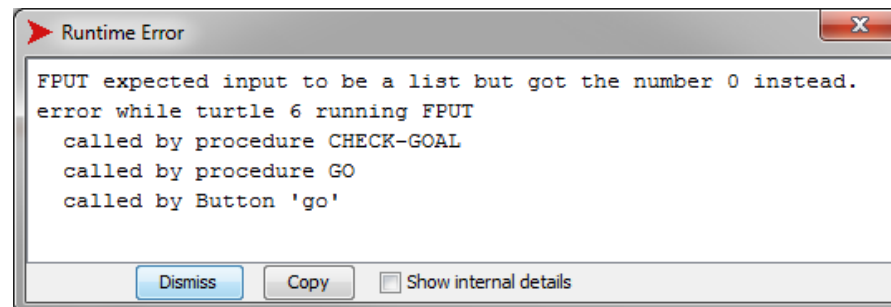 Runtime Error
FPUT expected input to be a list but got the number 0 instead.
error while turtle 6 running FPUT
  called by procedure CHECK-GOAL
  called by procedure GO
  called by Button 'go'
Dismiss Copy Show internal details